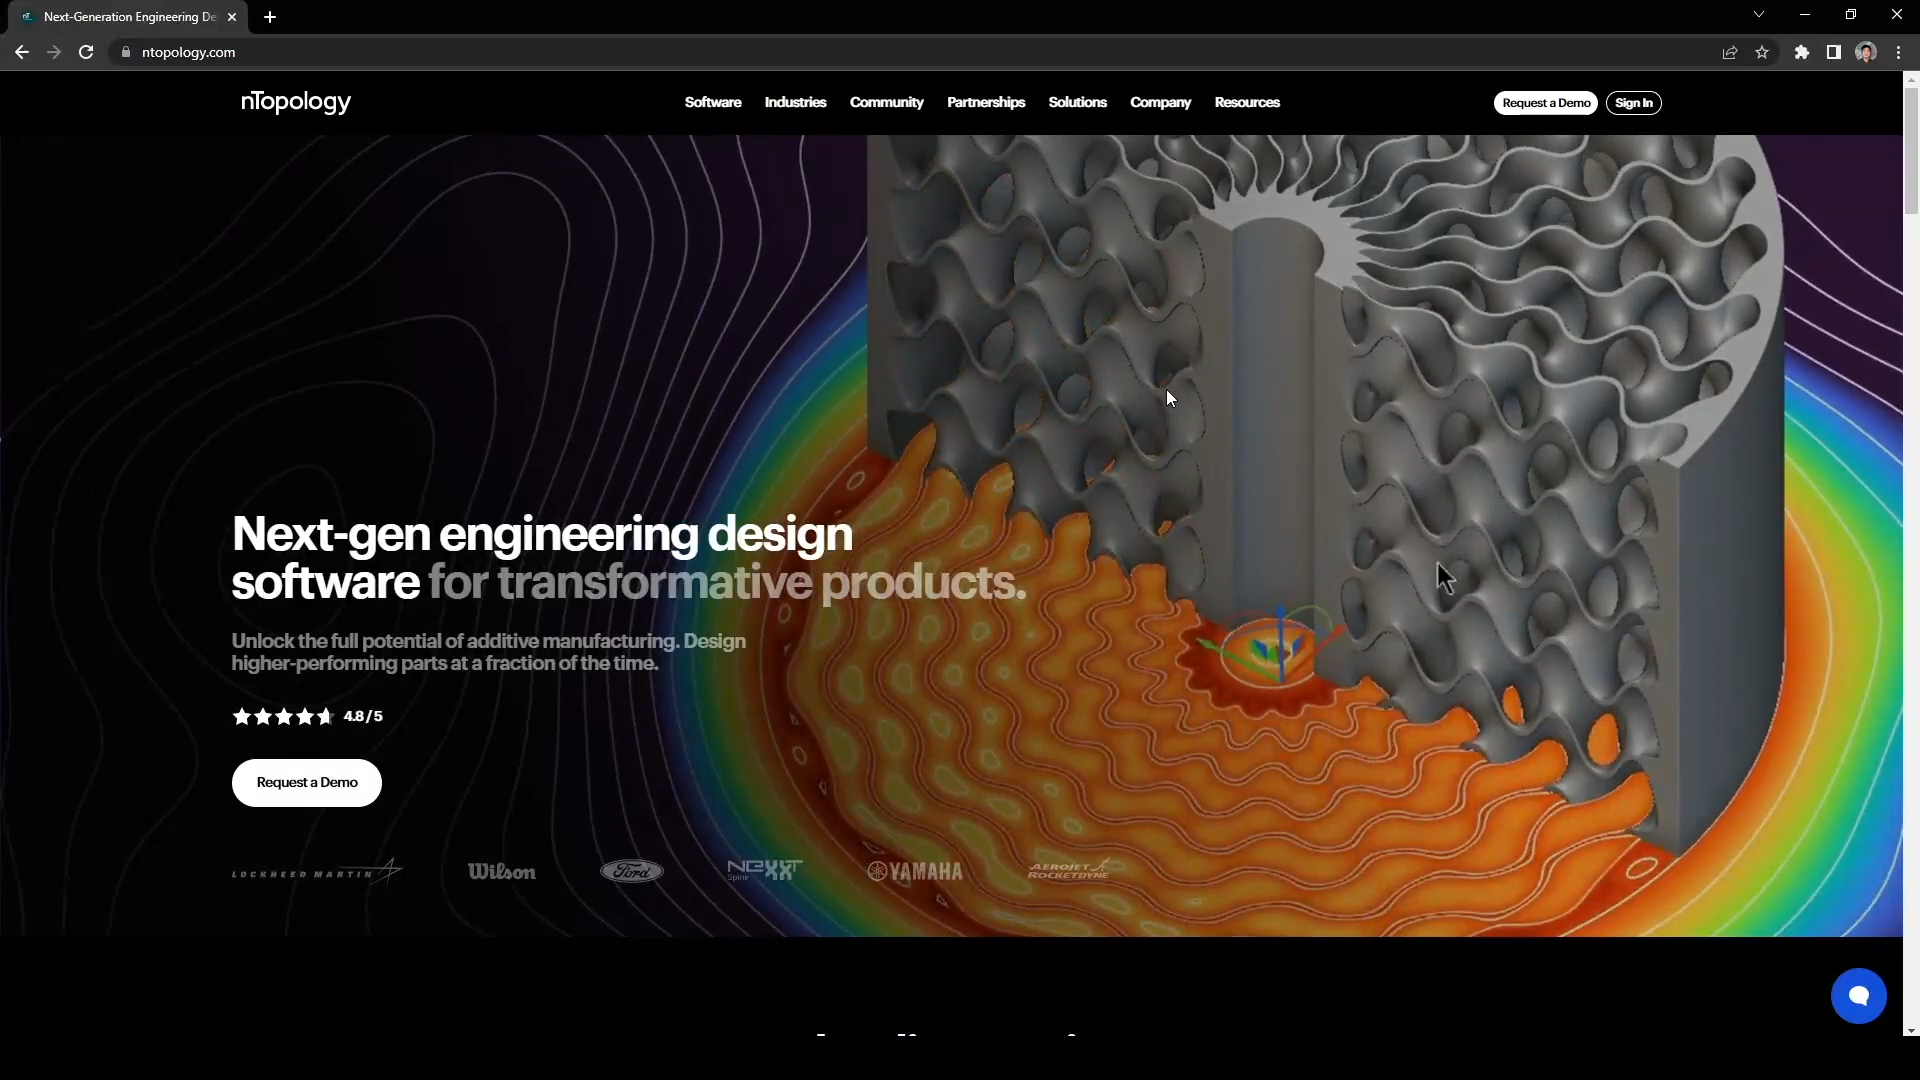 Next-Generation Engineering De
ntopology.com
nTopology
Software
Industries
Community
Partnerships
Solutions
Company
Resources
Request a Demo
Sign In
Next-gen engineering design
software for transformative products.
Unlock the full potential of additive manufacturing. Design
higher-performing parts at a fraction of the time.
4.8 / 5
Request a Demo
LOCKHEED MARTIN
Wilson
Ford
NEXXT
Spine
YAMAHA
AEROJET
ROCKETDYNE